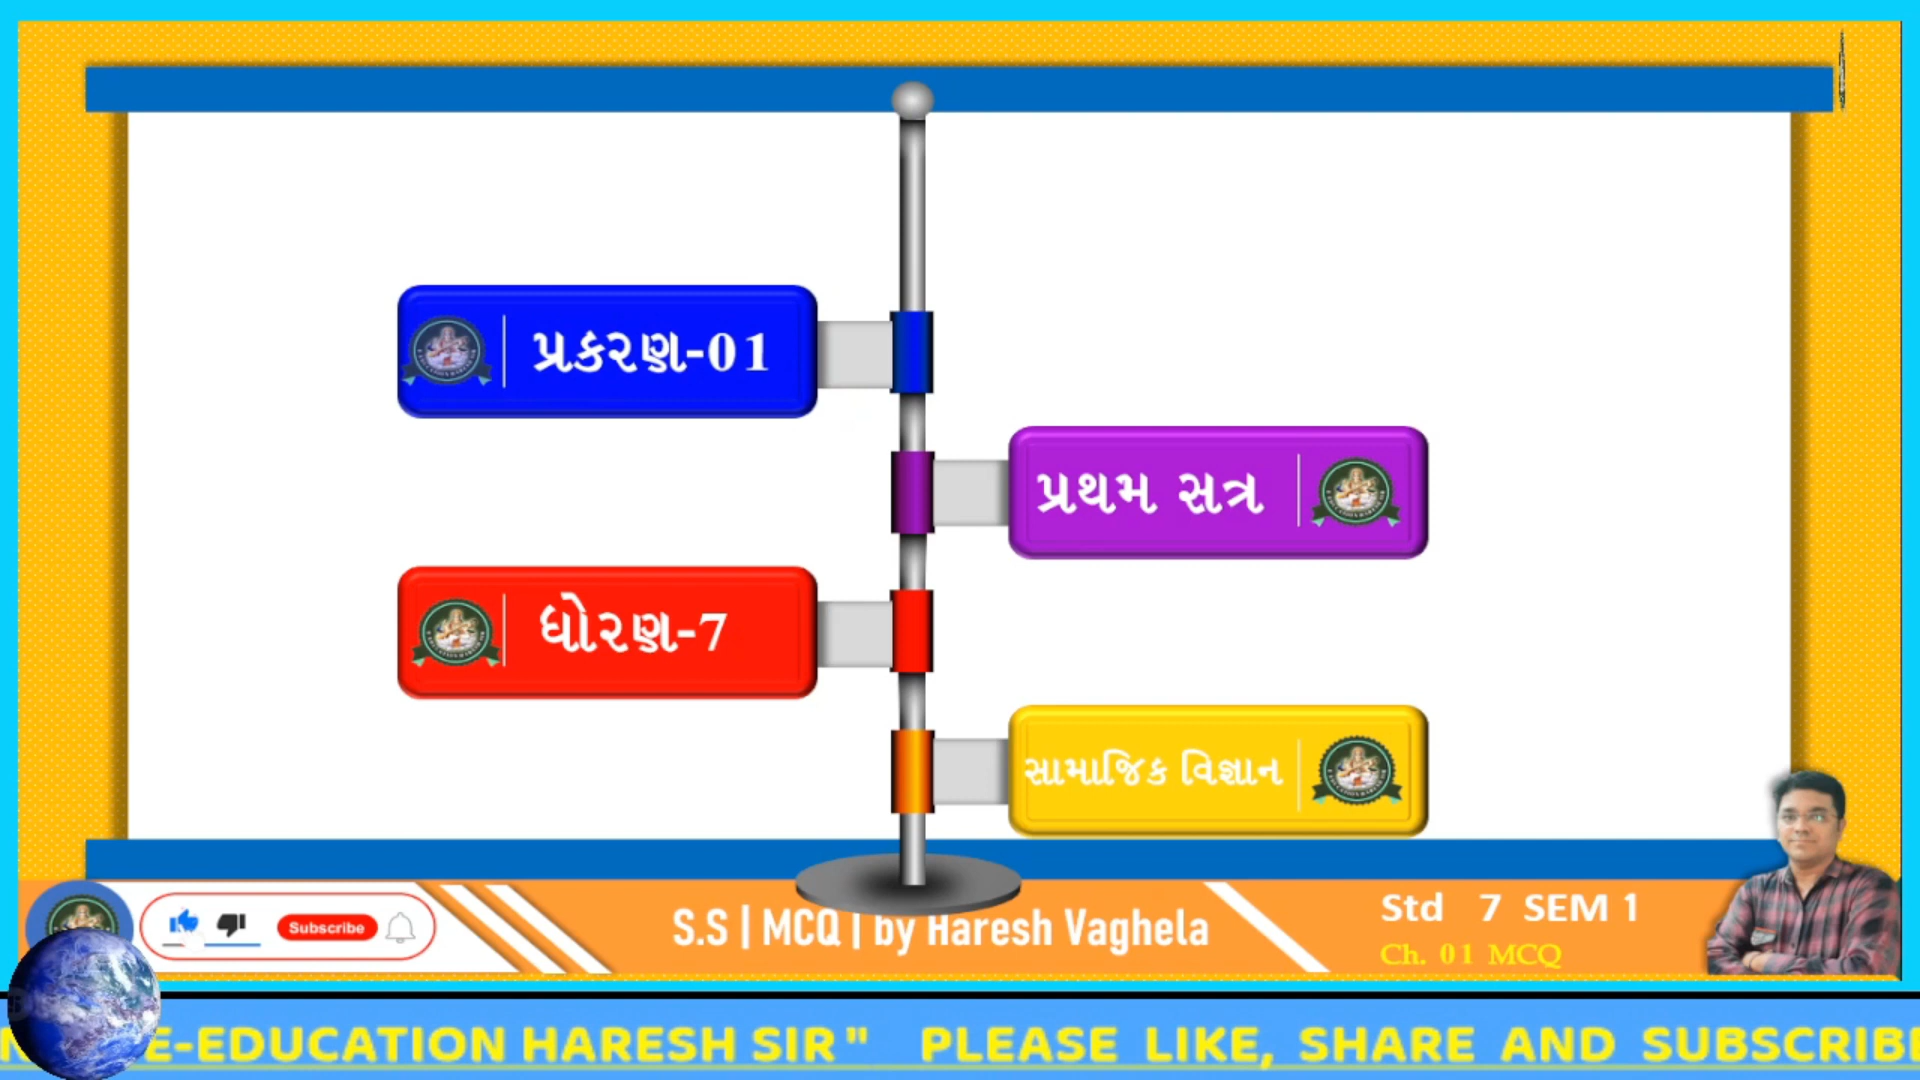 પ્રકરણ-01
પ્રથમ સત્ર
ધોરણ-7
સામાજિક વિજ્ઞાન
Subscribe
S.S | MCQ | by Haresh Vaghela
Std 7 SEM 1
Ch. 01 MCQ
E-EDUCATION HARESH SIR" PLEASE LIKE, SHARE AND SUBSCRIBE